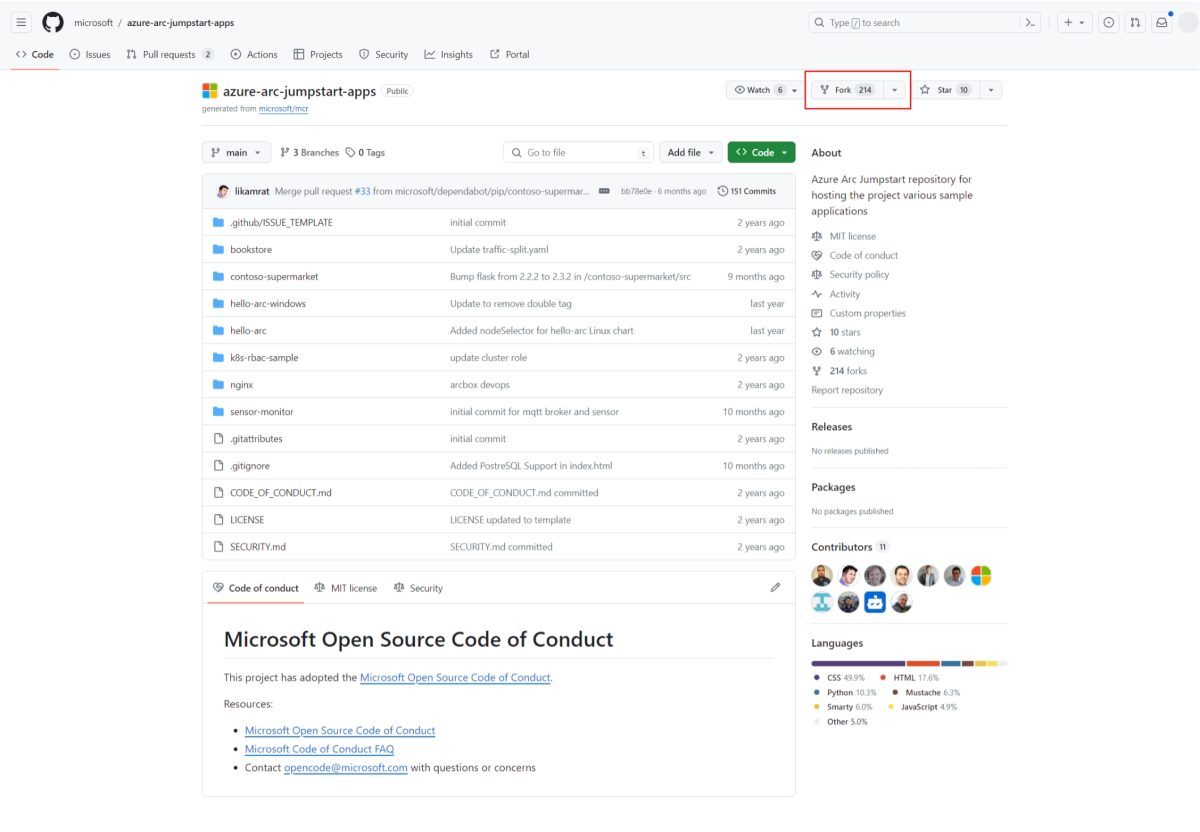 microsoft / azure-arc-jumpstart-apps
Type / to search
Code Issues Pull requests 2 Actions Projects Security Insights Portal
azure-arc-jumpstart-apps Public
generated from microsoft/mcr
Watch 6 Fork 214 Star 10
main 3 Branches 0 Tags Go to file t Add file Code
likamrat Merge pull request #33 from microsoft/dependabot/pip/contoso-supermar... bb78e0e · 6 months ago 151 Commits
.github/ISSUE_TEMPLATE initial commit 2 years ago
bookstore Update traffic-split.yaml 2 years ago
contoso-supermarket Bump flask from 2.2.2 to 2.3.2 in /contoso-supermarket/src 9 months ago
hello-arc-windows Update to remove double tag last year
hello-arc Added nodeSelector for hello-arc Linux chart last year
k8s-rbac-sample update cluster role 2 years ago
nginx arcbox devops 2 years ago
sensor-monitor initial commit for mqtt broker and sensor 10 months ago
.gitattributes initial commit 2 years ago
.gitignore Added PostreSQL Support in index.html 10 months ago
CODE_OF_CONDUCT.md CODE_OF_CONDUCT.md committed 2 years ago
LICENSE LICENSE updated to template 2 years ago
SECURITY.md SECURITY.md committed 2 years ago
Code of conduct MIT license Security
Microsoft Open Source Code of Conduct
This project has adopted the Microsoft Open Source Code of Conduct.
Resources:
• Microsoft Open Source Code of Conduct
• Microsoft Code of Conduct FAQ
• Contact opencode@microsoft.com with questions or concerns
About
Azure Arc Jumpstart repository for
hosting the project various sample
applications
MIT license
Code of conduct
Security policy
Activity
Custom properties
10 stars
6 watching
214 forks
Report repository
Releases
No releases published
Packages
No packages published
Contributors 11
Languages
CSS 49.9% HTML 17.6%
Python 10.3% Mustache 6.3%
Smarty 6.0% JavaScript 4.9%
Other 5.0%